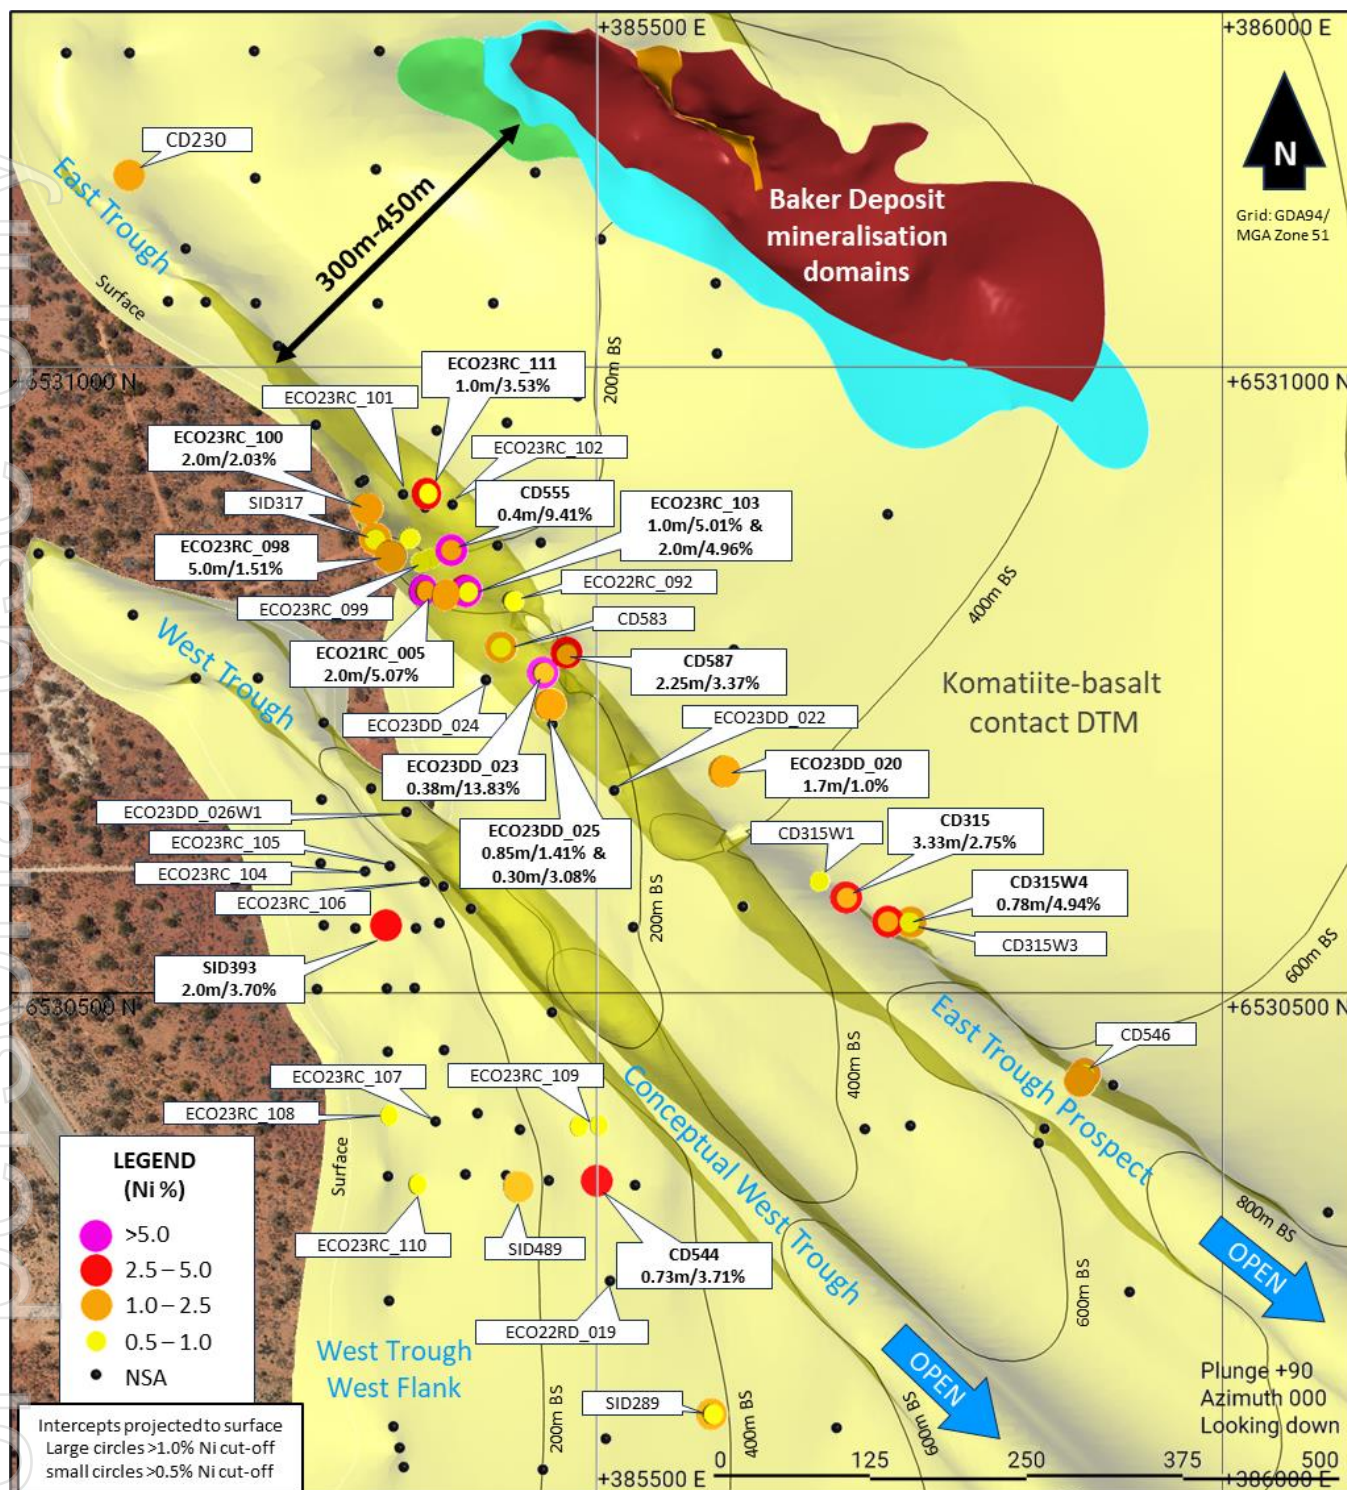 +385500 E
+386000 E
N
Grid: GDA94/
MGA Zone 51
CD230
East Trough
Surface
300m-450m
Baker Deposit
mineralisation
domains
200m BS
+6531000 N
+6531000 N
ECO23RC_111
1.0m/3.53%
ECO23RC_101
ECO23RC_100
2.0m/2.03%
ECO23RC_102
SID317
CD555
0.4m/9.41%
ECO23RC_103
1.0m/5.01% &
2.0m/4.96%
ECO23RC_098
5.0m/1.51%
ECO23RC_099
ECO22RC_092
400m BS
CD583
West Trough
ECO21RC_005
2.0m/5.07%
CD587
2.25m/3.37%
Komatiite-basalt
contact DTM
ECO23DD_024
ECO23DD_022
ECO23DD_023
0.38m/13.83%
ECO23DD_020
1.7m/1.0%
ECO23DD_026W1
ECO23DD_025
0.85m/1.41% &
0.30m/3.08%
CD315W1
CD315
3.33m/2.75%
ECO23RC_105
ECO23RC_104
ECO23RC_106
CD315W4
0.78m/4.94%
CD315W3
200m BS
SID393
2.0m/3.70%
600m BS
+6530500 N
+6530500 N
East Trough Prospect
CD546
400m BS
ECO23RC_107
ECO23RC_109
ECO23RC_108
Conceptual West Trough
Surface
LEGEND
(Ni %)
>5.0
2.5 – 5.0
1.0 – 2.5
0.5 – 1.0
NSA
ECO23RC_110
SID489
CD544
0.73m/3.71%
800m BS
OPEN
600m BS
ECO22RD_019
West Trough
West Flank
OPEN
Plunge +90
Azimuth 000
Looking down
SID289
200m BS
400m BS
600m BS
Intercepts projected to surface
Large circles >1.0% Ni cut-off
small circles >0.5% Ni cut-off
0 125 250 375 500
+385500 E
+386000 E